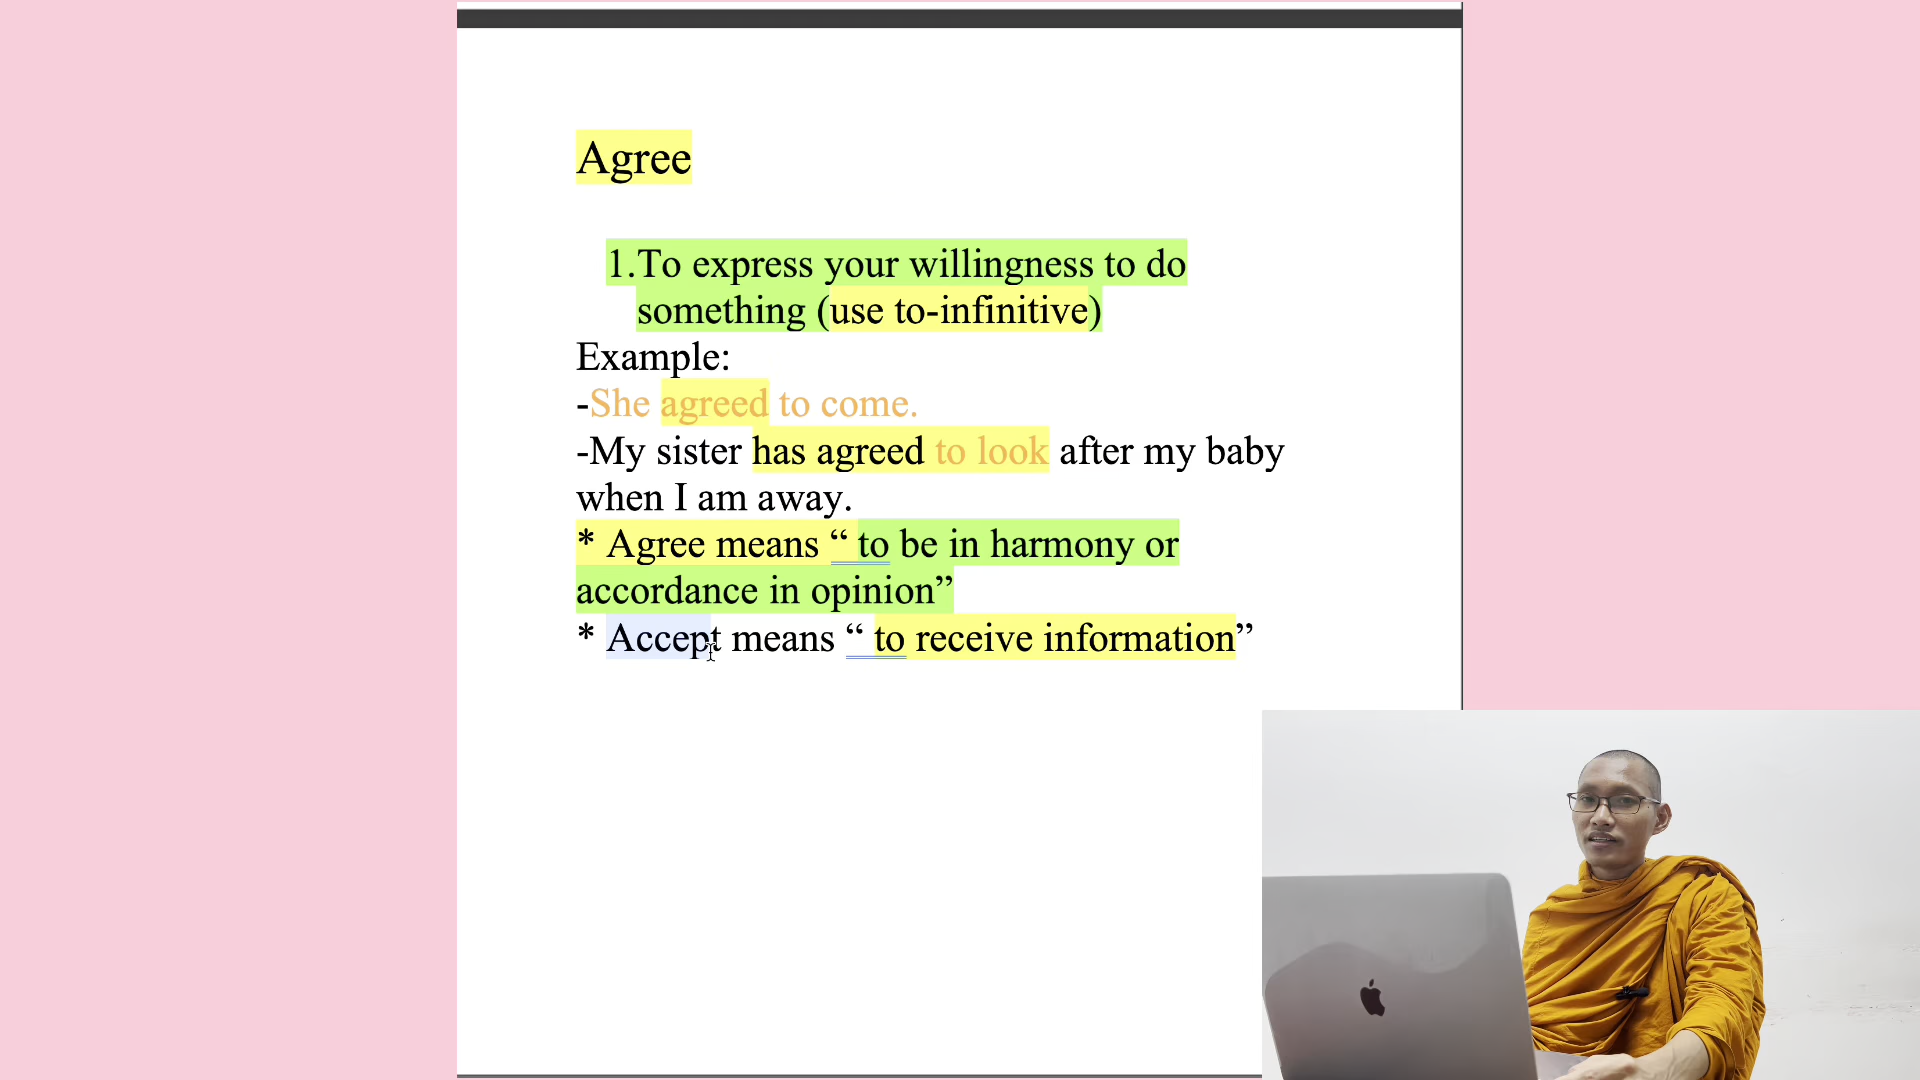 Agree
1.To express your willingness to do
something (use to-infinitive)
Example:
-She agreed to come.
-My sister has agreed to look after my baby
when I am away.
* Agree means “ to be in harmony or
accordance in opinion”
* Accept means “ to receive information”